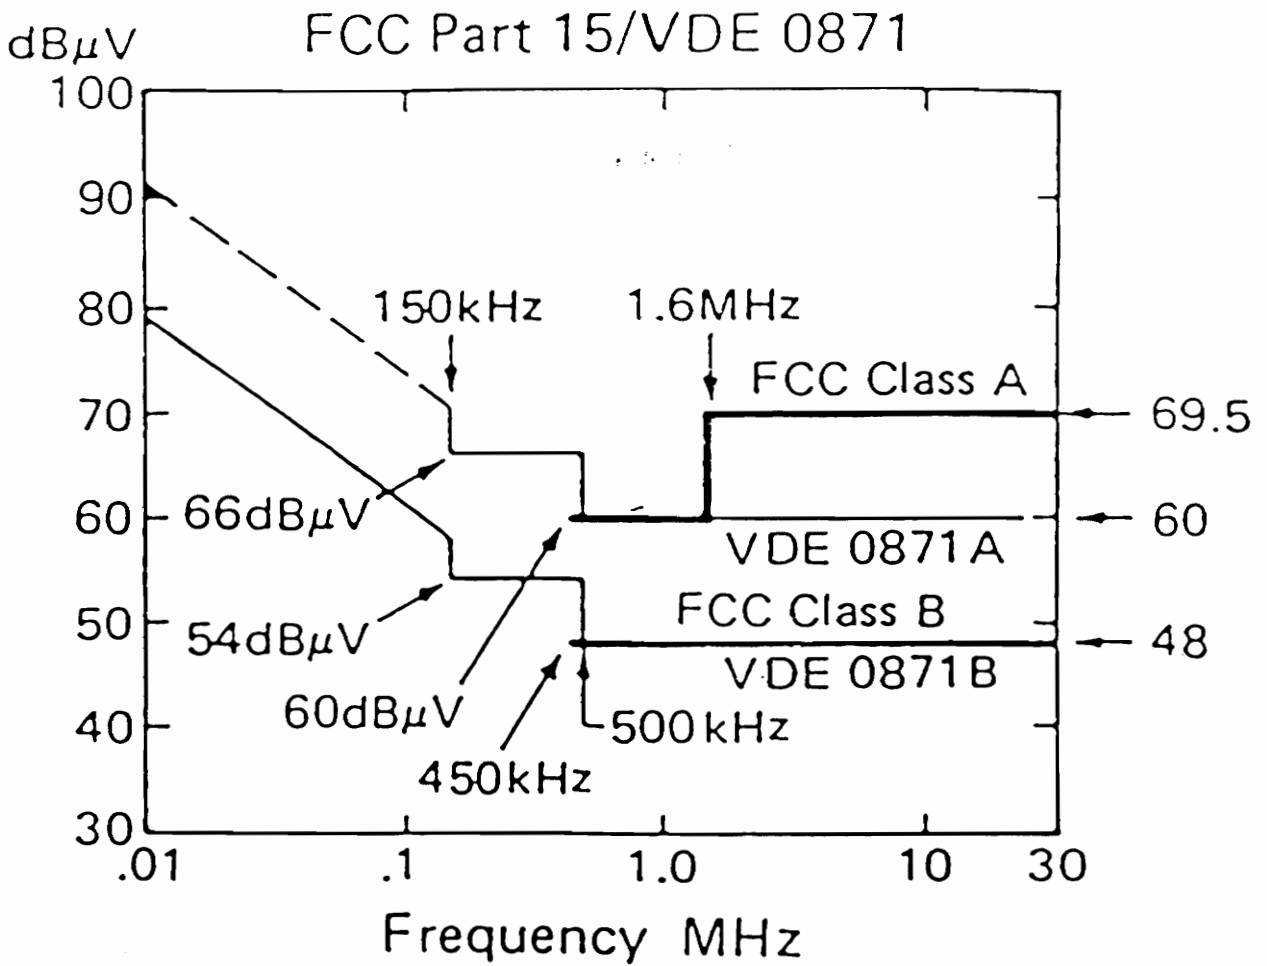 FCC Part 15/VDE 0871
dBμV
100
90
80
70
60
50
40
30
150kHz
1.6MHz
FCC Class A
69.5
66dBμV
60
VDE 0871A
FCC Class B
54dBμV
48
VDE 0871B
60dBμV
500kHz
450kHz
.01
.1
1.0
10
30
Frequency MHz